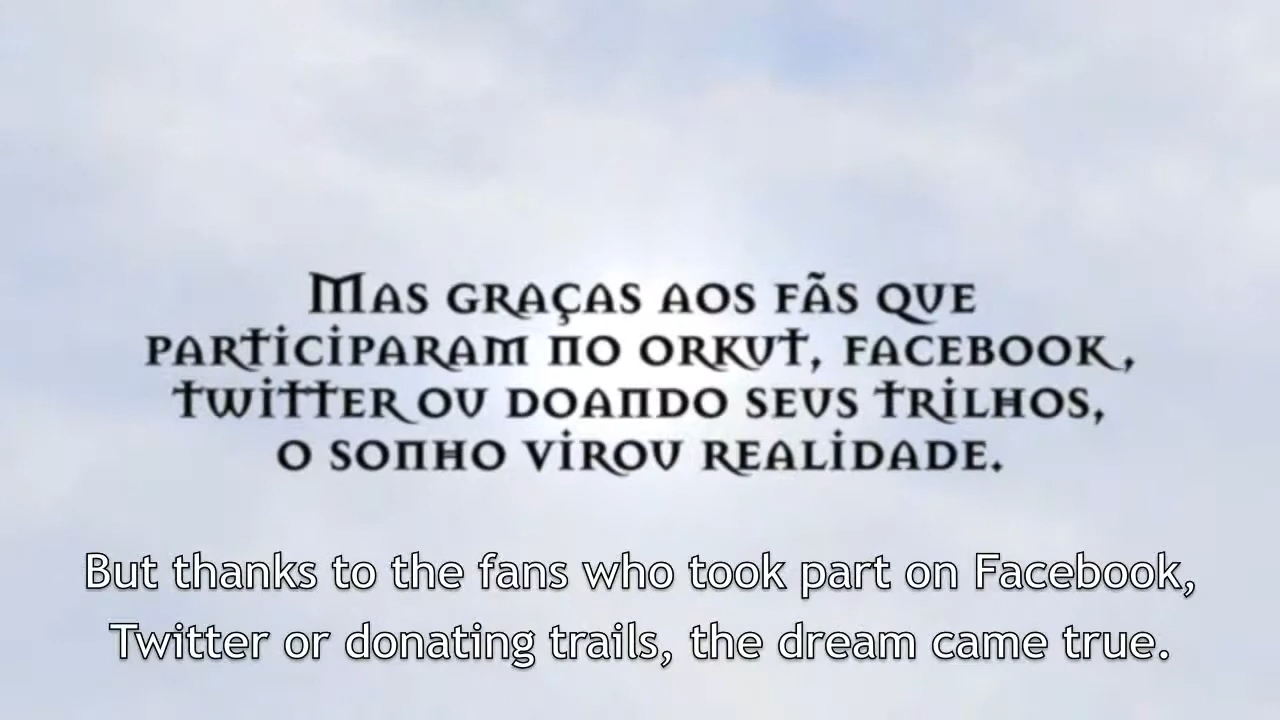 Mas graças aos fãs que
participaram no orkut, facebook,
twitter ou doando seus trilhos,
o sonho virou realidade.
But thanks to the fans who took part on Facebook,
Twitter or donating trails, the dream came true.